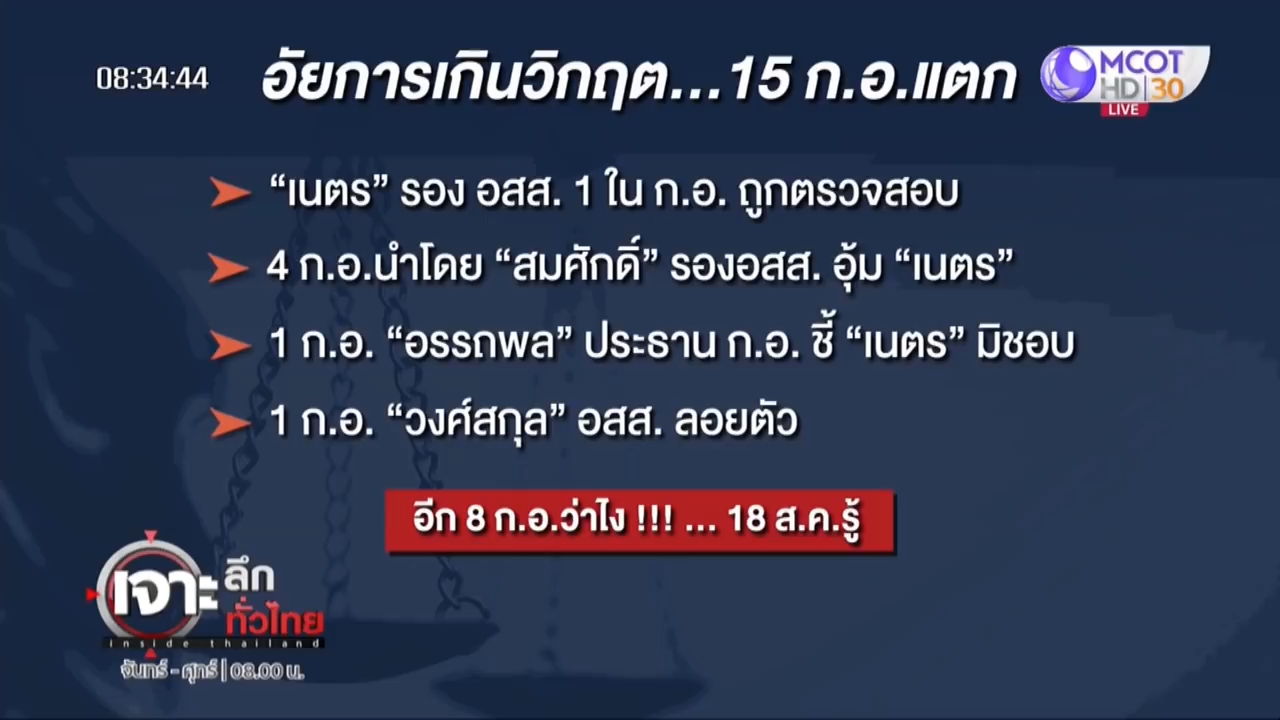 08:34:44
อัยการเกินวิกฤต...15 ก.อ.แตก
MCOT
HD 30
LIVE
➤ “เนตร” รอง อสส. 1 ใน ก.อ. ถูกตรวจสอบ
➤ 4 ก.อ.นำโดย “สมศักดิ์” รองอสส. อุ้ม “เนตร”
➤ 1 ก.อ. “อรรถพล” ประธาน ก.อ. ชี้ “เนตร” มิชอบ
➤ 1 ก.อ. “วงศ์สกุล” อสส. ลอยตัว
อีก 8 ก.อ.ว่าไง !!! ... 18 ส.ค.รู้
เจาะลึก
ทั่วไทย
inside thailand
จันทร์ - ศุกร์ | 08.00 น.